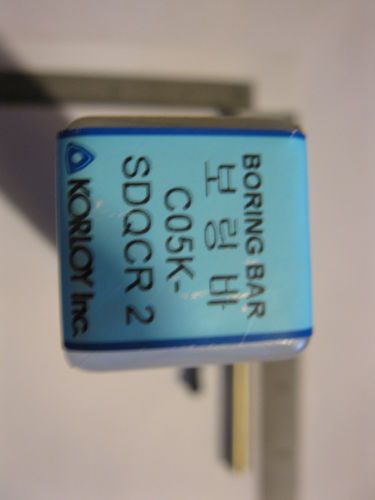 BORING BAR
보링 바
C05K-
SDQCR 2
KORLOY Inc.